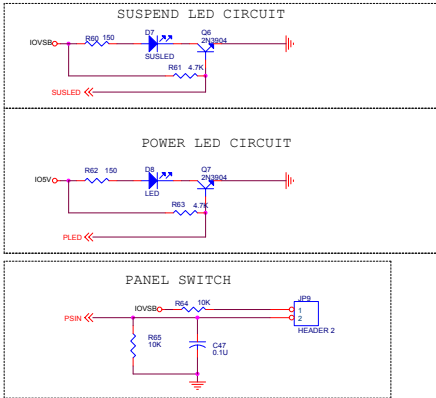 SUSPEND LED CIRCUIT
IOVSB
R60 150
D7
SUSLED
Q6
2N3904
R61 4.7K
SUSLED
POWER LED CIRCUIT
IO5V
R62 150
D8
LED
Q7
2N3904
R63 4.7K
PLED
PANEL SWITCH
IOVSB
R64 10K
JP9
1
2
HEADER 2
PSIN
R65
10K
C47
0.1U